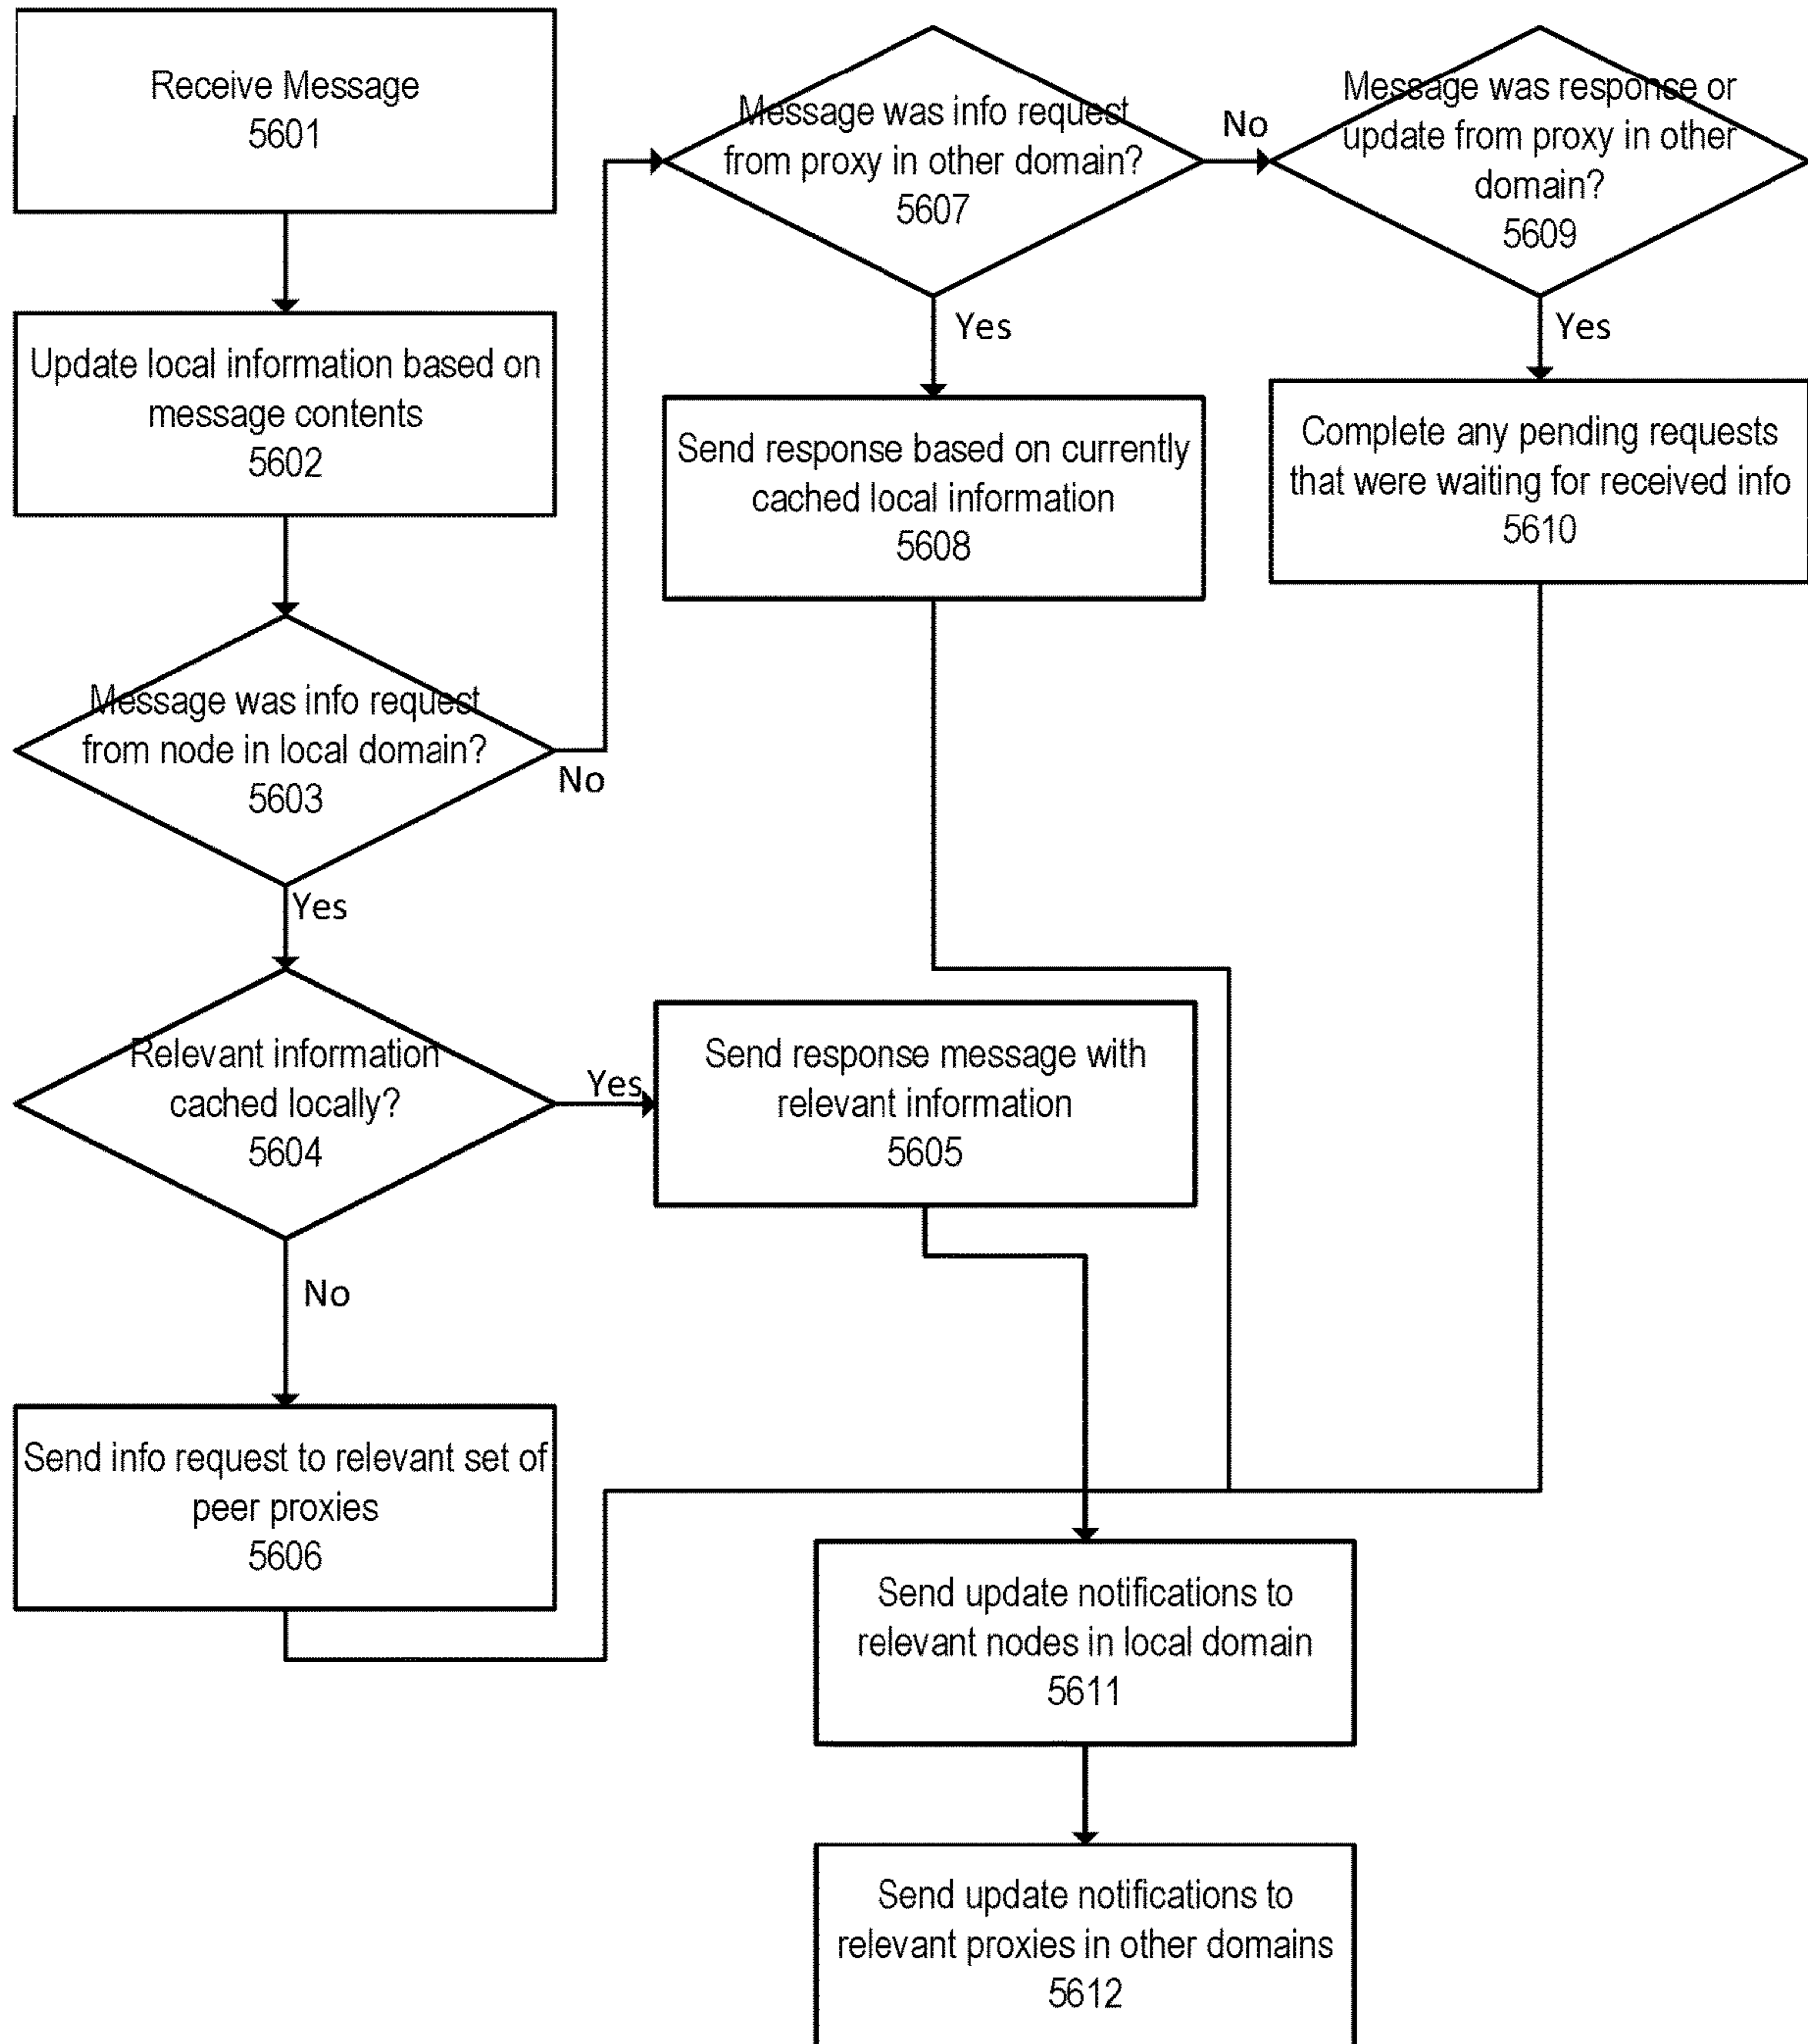 Receive Message
5601
Update local information based on
message contents
5602
Message was info request
from node in local domain?
5603
No
Yes
Relevant information
cached locally?
5604
Yes
Send response message with
relevant information
5605
No
Send info request to relevant set of
peer proxies
5606
Message was info request
from proxy in other domain?
5607
No
Yes
Send response based on currently
cached local information
5608
Message was response or
update from proxy in other
domain?
5609
Yes
Complete any pending requests
that were waiting for received info
5610
Send update notifications to
relevant nodes in local domain
5611
Send update notifications to
relevant proxies in other domains
5612